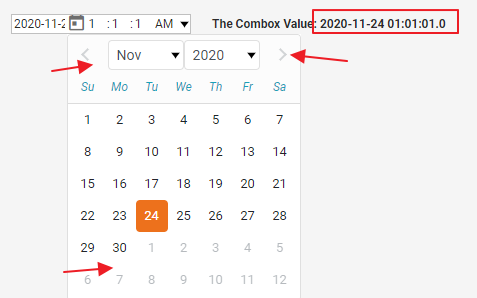 2020-11-2 1 :1 :1 AM The Combox Value: 2020-11-24 01:01:01.0
Nov 2020
Su Mo Tu We Th Fr Sa
1 2 3 4 5 6 7
8 9 10 11 12 13 14
15 16 17 18 19 20 21
22 23 24 25 26 27 28
29 30 1 2 3 4 5
6 7 8 9 10 11 12